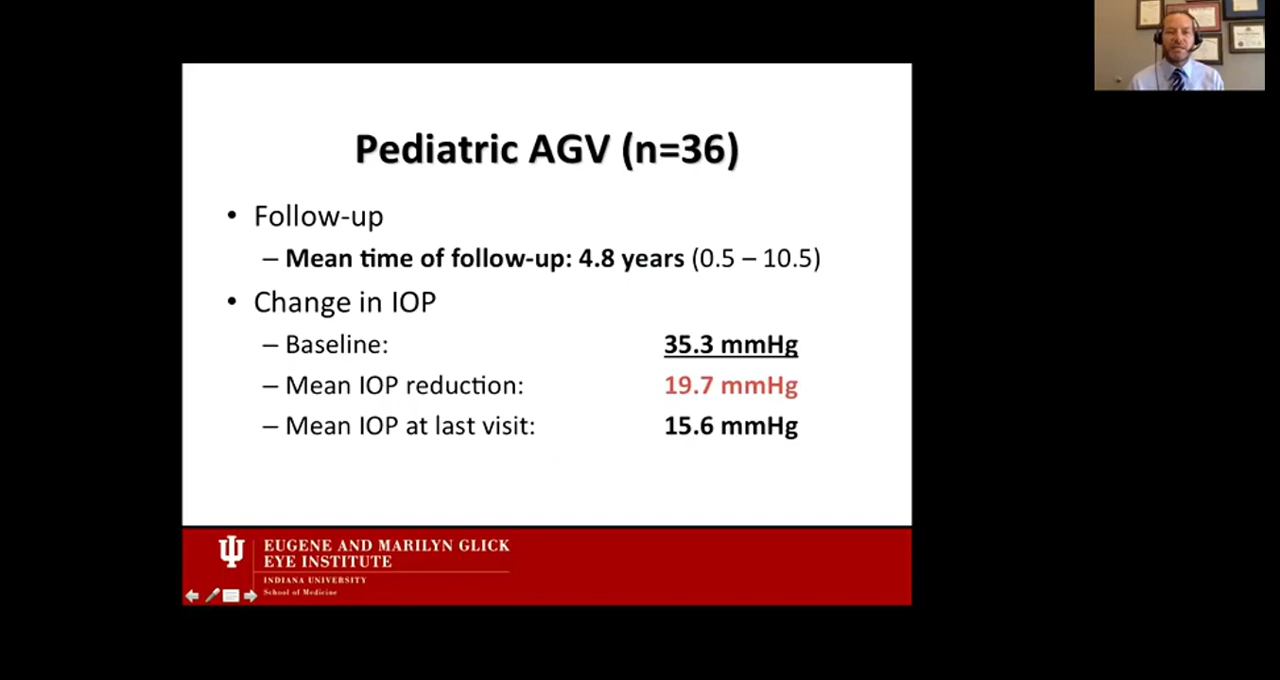 Pediatric AGV (n=36)
• Follow-up
– Mean time of follow-up: 4.8 years (0.5 – 10.5)
• Change in IOP
– Baseline: 35.3 mmHg
– Mean IOP reduction: 19.7 mmHg
– Mean IOP at last visit: 15.6 mmHg
EUGENE AND MARILYN GLICK
EYE INSTITUTE
INDIANA UNIVERSITY
School of Medicine